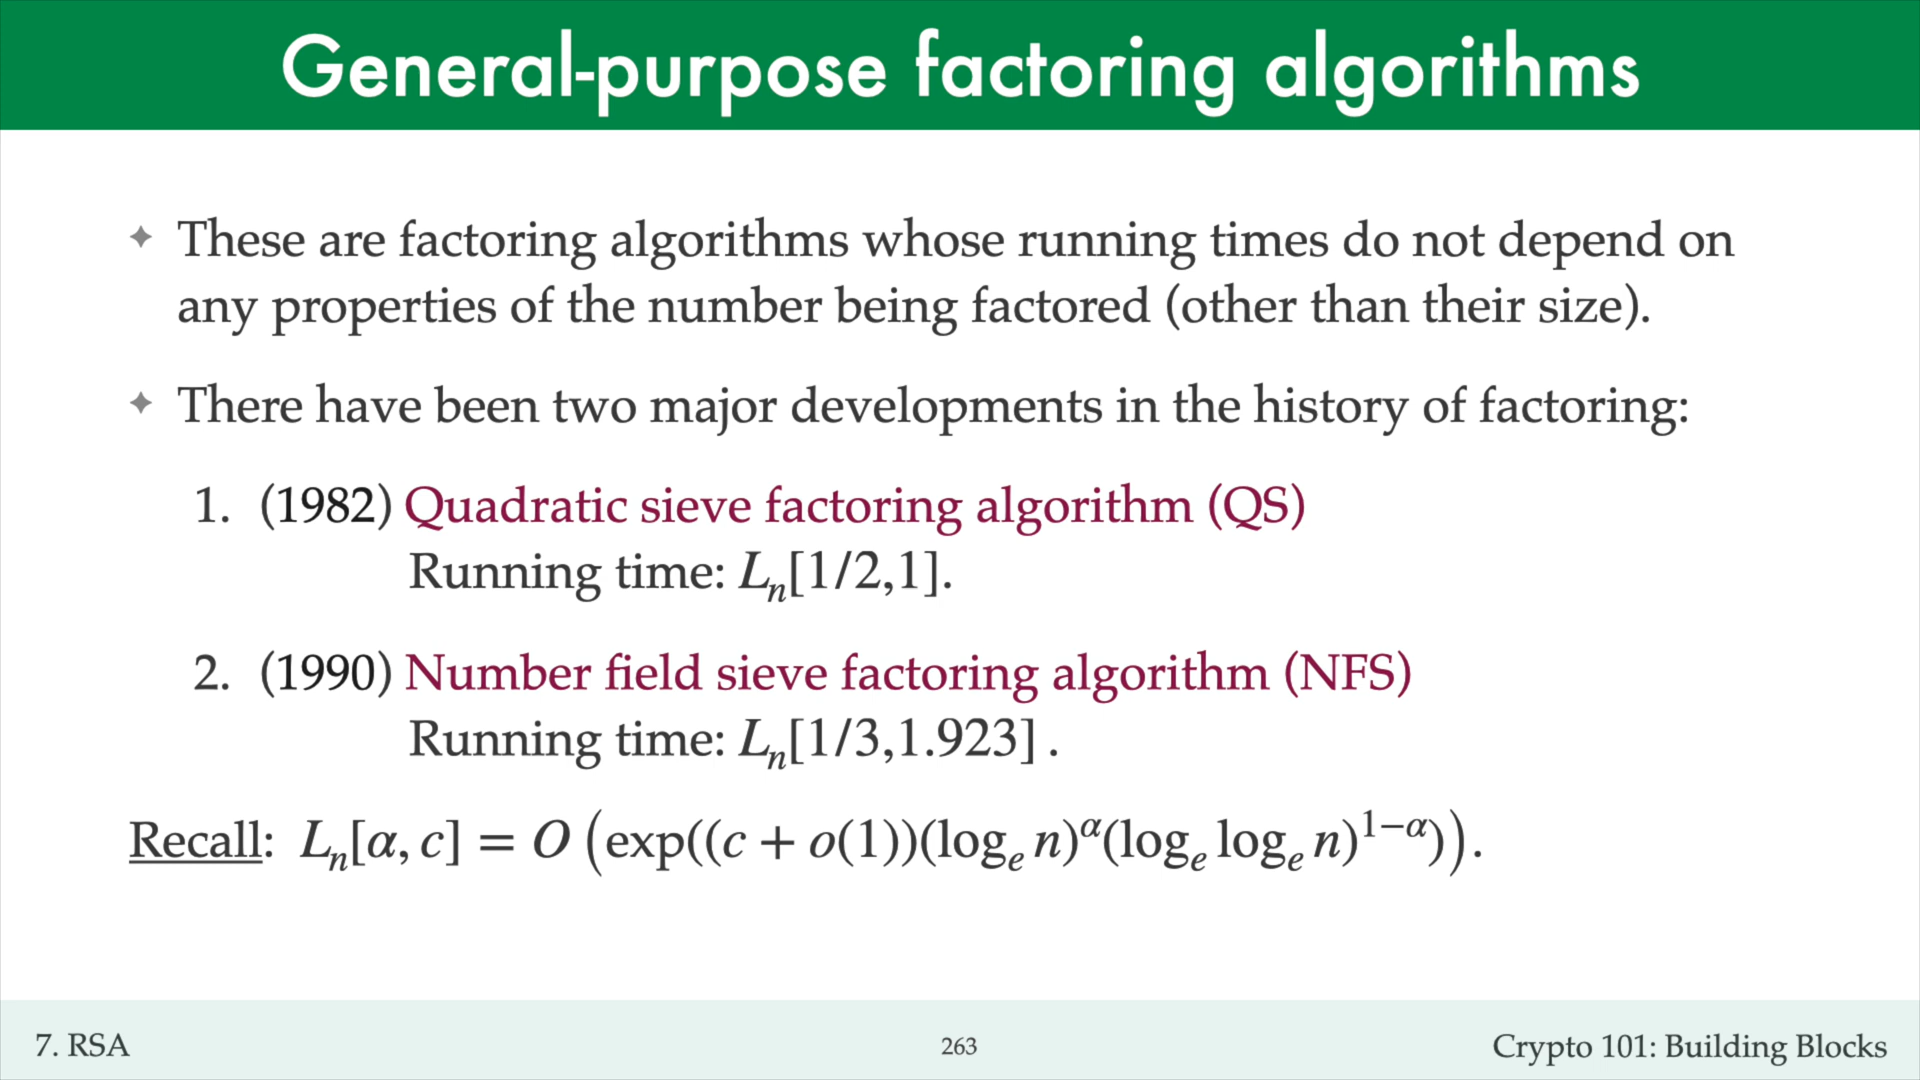 General-purpose factoring algorithms
✦ These are factoring algorithms whose running times do not depend on
any properties of the number being factored (other than their size).
✦ There have been two major developments in the history of factoring:
1. (1982) Quadratic sieve factoring algorithm (QS)
Running time: Lₙ[1/2,1].
2. (1990) Number field sieve factoring algorithm (NFS)
Running time: Lₙ[1/3,1.923] .
Recall: Lₙ[α, c] = O (exp((c + o(1))(logₑ n)^α(logₑ logₑ n)^{1−α})).
7. RSA
263
Crypto 101: Building Blocks